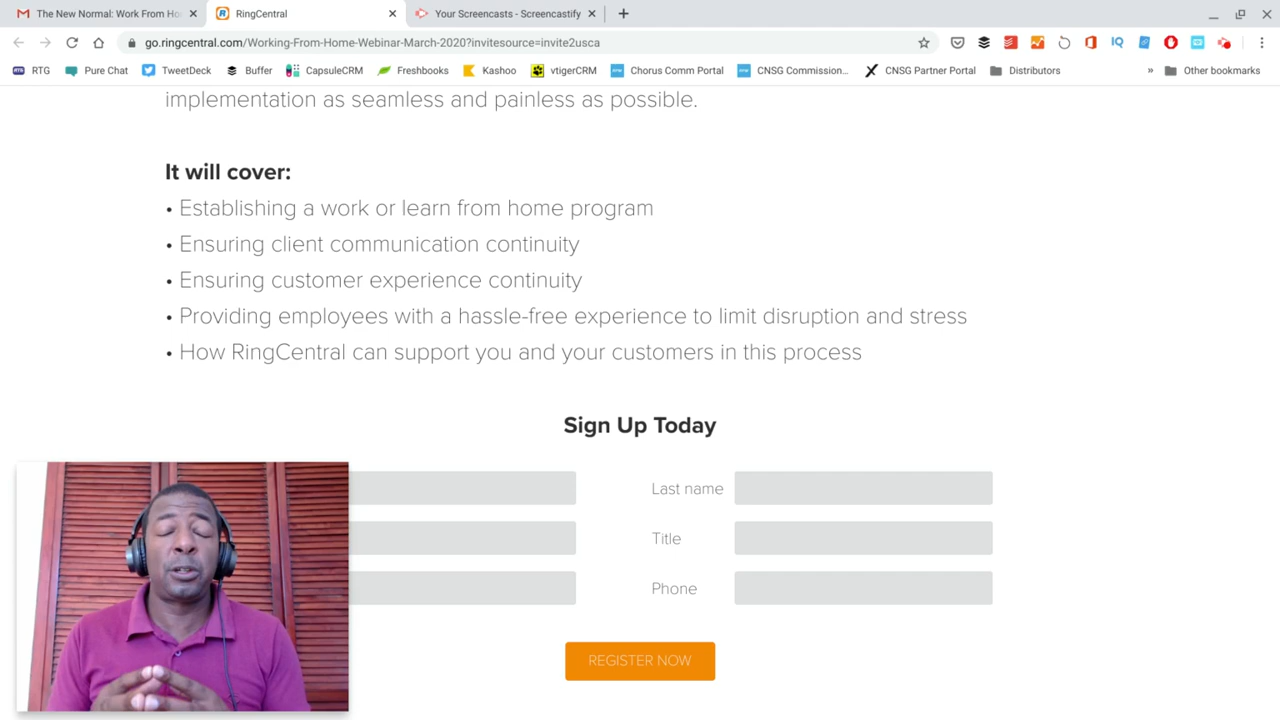 The New Normal: Work From Ho
RingCentral
Your Screencasts - Screencastify
go.ringcentral.com/Working-From-Home-Webinar-March-2020?invitesource=invite2usca
RTG
Pure Chat
TweetDeck
Buffer
CapsuleCRM
Freshbooks
Kashoo
vtigerCRM
Chorus Comm Portal
CNSG Commission...
CNSG Partner Portal
Distributors
»
Other bookmarks
implementation as seamless and painless as possible.
It will cover:
• Establishing a work or learn from home program
• Ensuring client communication continuity
• Ensuring customer experience continuity
• Providing employees with a hassle-free experience to limit disruption and stress
• How RingCentral can support you and your customers in this process
Sign Up Today
Last name
Title
Phone
REGISTER NOW